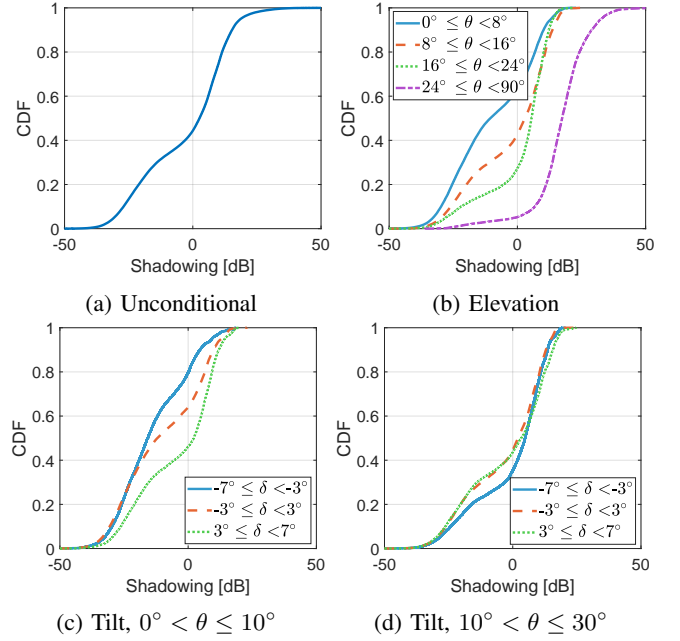 1
0.8
0.6
0.4
0.2
0
CDF
-50 0 50
Shadowing [dB]
(a) Unconditional
1
0.8
0.6
0.4
0.2
0
CDF
0° ≤ θ <8°
8° ≤ θ <16°
16° ≤ θ <24°
24° ≤ θ <90°
-50 0 50
Shadowing [dB]
(b) Elevation
1
0.8
0.6
0.4
0.2
0
CDF
-7° ≤ δ <-3°
-3° ≤ δ <3°
3° ≤ δ <7°
-50 0 50
Shadowing [dB]
(c) Tilt, 0° < θ ≤ 10°
1
0.8
0.6
0.4
0.2
0
CDF
-7° ≤ δ <-3°
-3° ≤ δ <3°
3° ≤ δ <7°
-50 0 50
Shadowing [dB]
(d) Tilt, 10° < θ ≤ 30°